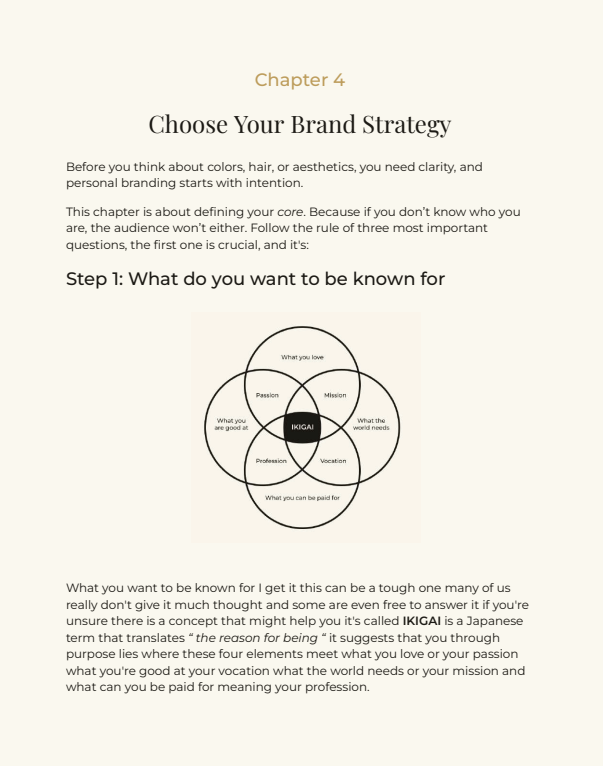 Chapter 4
Choose Your Brand Strategy
Before you think about colors, hair, or aesthetics, you need clarity, and
personal branding starts with intention.
This chapter is about defining your core. Because if you don’t know who you
are, the audience won’t either. Follow the rule of three most important
questions, the first one is crucial, and it's:
Step 1: What do you want to be known for
What you love
Passion
Mission
What you
are good at
IKIGAI
What the
world needs
Profession
Vocation
What you can be paid for
What you want to be known for I get it this can be a tough one many of us
really don't give it much thought and some are even free to answer it if you're
unsure there is a concept that might help you it's called IKIGAI is a Japanese
term that translates “ the reason for being “ it suggests that you through
purpose lies where these four elements meet what you love or your passion
what you're good at your vocation what the world needs or your mission and
what can you be paid for meaning your profession.